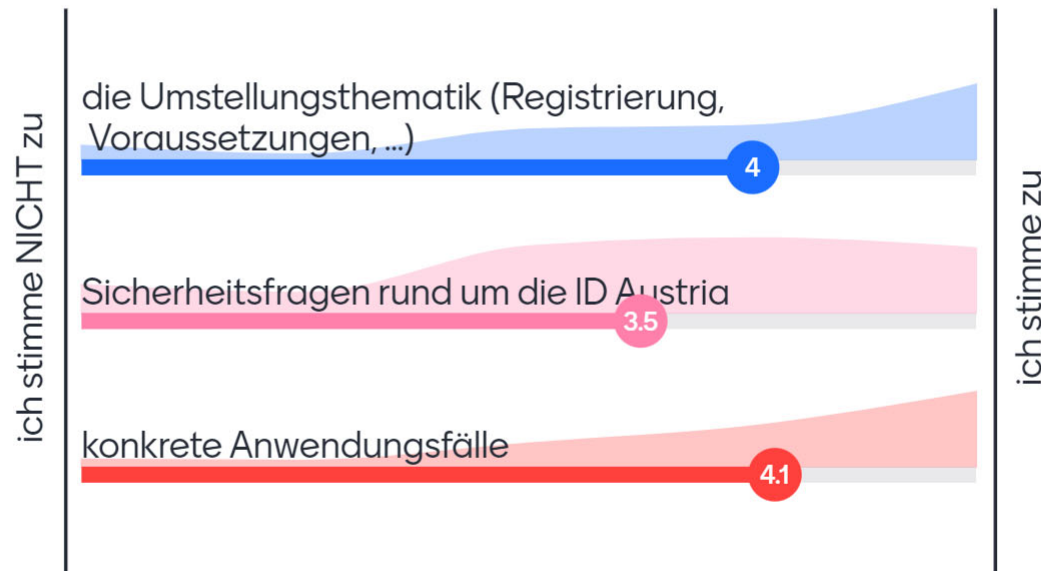 ich stimme NICHT zu
die Umstellungsthematik (Registrierung,
Voraussetzungen, ...)
4
Sicherheitsfragen rund um die ID Austria
3.5
konkrete Anwendungsfälle
4.1
ich stimme zu